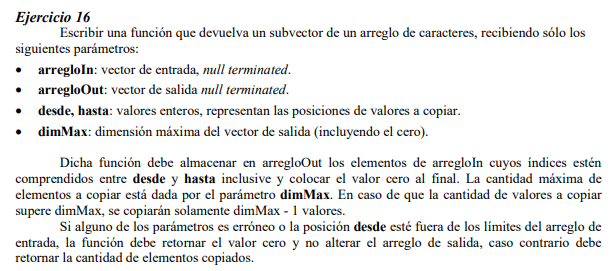 Ejercicio 16
Escribir una función que devuelva un subvector de un arreglo de caracteres, recibiendo sólo los
siguientes parámetros:
• arregloIn: vector de entrada, null terminated.
• arregloOut: vector de salida null terminated.
• desde, hasta: valores enteros, representan las posiciones de valores a copiar.
• dimMax: dimensión máxima del vector de salida (incluyendo el cero).
Dicha función debe almacenar en arregloOut los elementos de arregloIn cuyos índices estén
comprendidos entre desde y hasta inclusive y colocar el valor cero al final. La cantidad máxima de
elementos a copiar está dada por el parámetro dimMax. En caso de que la cantidad de valores a copiar
supere dimMax, se copiarán solamente dimMax - 1 valores.
Si alguno de los parámetros es erróneo o la posición desde esté fuera de los límites del arreglo de
entrada, la función debe retornar el valor cero y no alterar el arreglo de salida, caso contrario debe
retornar la cantidad de elementos copiados.